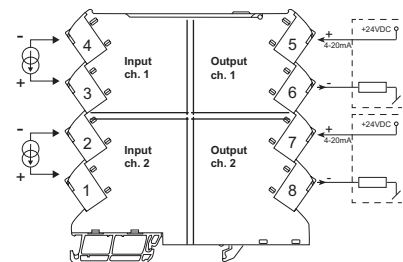 +24VDC
-
4
5
+
4-20mA
Input
ch. 1
Output
ch. 1
+
3
6
-
+24VDC
-
2
7
+
4-20mA
Input
ch. 2
Output
ch. 2
+
1
8
-